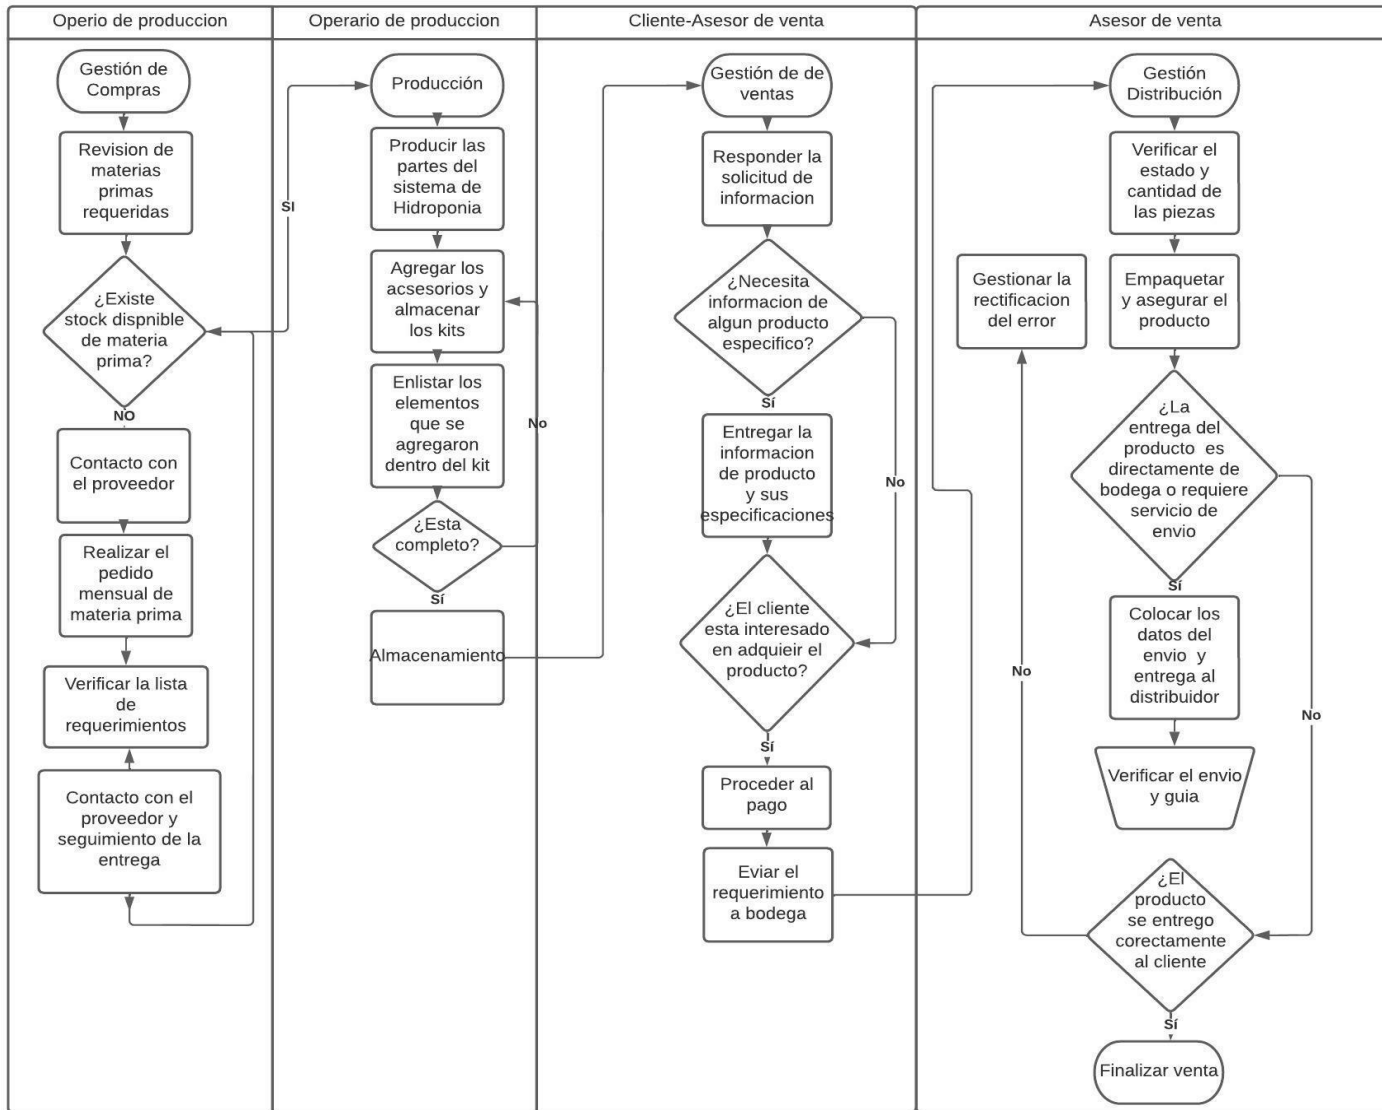 Operio de produccion
Operario de produccion
Cliente-Asesor de venta
Asesor de venta
Gestión de
Compras
Revision de
materias
primas
requeridas
¿Existe
stock dispnible
de materia
prima?
SI
NO
Contacto con
el proveedor
Realizar el
pedido
mensual de
materia prima
Verificar la lista
de
requerimientos
Contacto con el
proveedor y
seguimiento de la
entrega
Producción
Producir las
partes del
sistema de
Hidroponia
Agregar los
acsesorios y
almacenar
los kits
Enlistar los
elementos
que se
agregaron
dentro del kit
No
¿Esta
completo?
Sí
Almacenamiento
Gestión de de
ventas
Responder la
solicitud de
informacion
¿Necesita
informacion de
algun producto
especifico?
Sí
No
Entregar la
informacion
de producto
y sus
especificaciones
¿El cliente
esta interesado
en adquieir el
producto?
Sí
Proceder al
pago
Eviar el
requerimiento
a bodega
Gestión
Distribución
Verificar el
estado y
cantidad de
las piezas
Gestionar la
rectificacion
del error
Empaquetar
y asegurar el
producto
¿La
entrega del
producto es
directamente de
bodega o requiere
servicio de
envio
Sí
No
Colocar los
datos del
envio y
entrega al
distribuidor
No
Verificar el envio
y guia
¿El
producto
se entrego
corectamente
al cliente
Sí
Finalizar venta